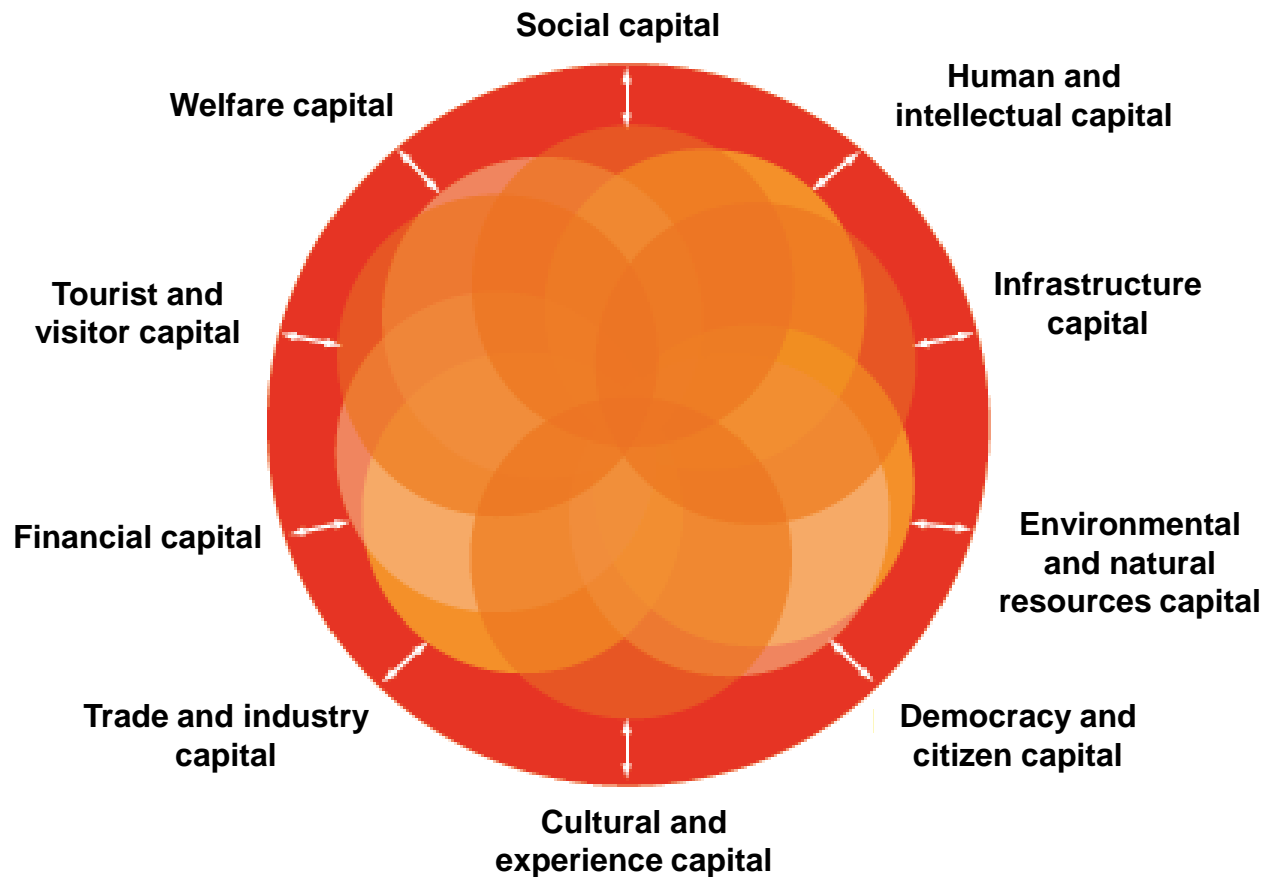 Social capital
Human and
intellectual capital
Welfare capital
Infrastructure
capital
Tourist and
visitor capital
Environmental
and natural
resources capital
Financial capital
Democracy and
citizen capital
Trade and industry
capital
Cultural and
experience capital